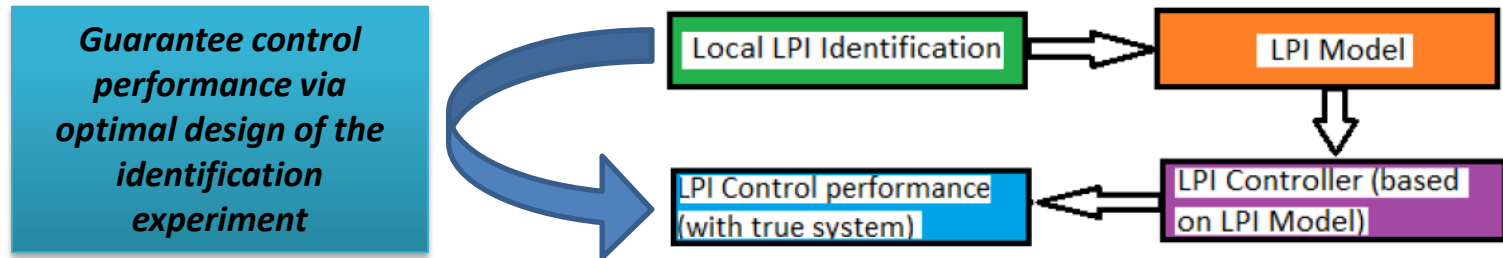 Guarantee control
performance via
optimal design of the
identification
experiment
Local LPI Identification
LPI Model
LPI Control performance
(with true system)
LPI Controller (based
on LPI Model)